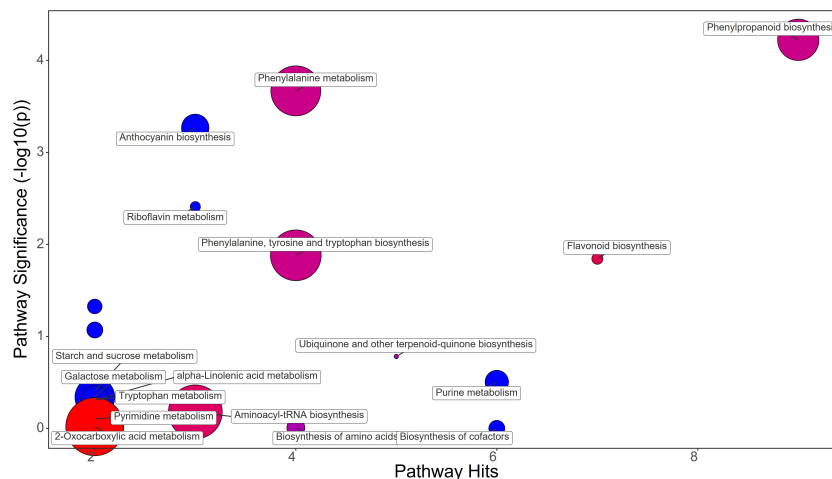 Phenylpropanoid biosynthesis
4
Phenylalanine metabolism
Anthocyanin biosynthesis
3
Riboflavin metabolism
Phenylalanine, tyrosine and tryptophan biosynthesis
Flavonoid biosynthesis
2
1
Ubiquinone and other terpenoid-quinone biosynthesis
Starch and sucrose metabolism
Galactose metabolism
alpha-Linolenic acid metabolism
Purine metabolism
Tryptophan metabolism
Pyrimidine metabolism
Aminoacyl-tRNA biosynthesis
0
2-Oxocarboxylic acid metabolism
Biosynthesis of amino acids
Biosynthesis of cofactors
2
4
6
8
Pathway Hits
Pathway Significance (-log10(p))